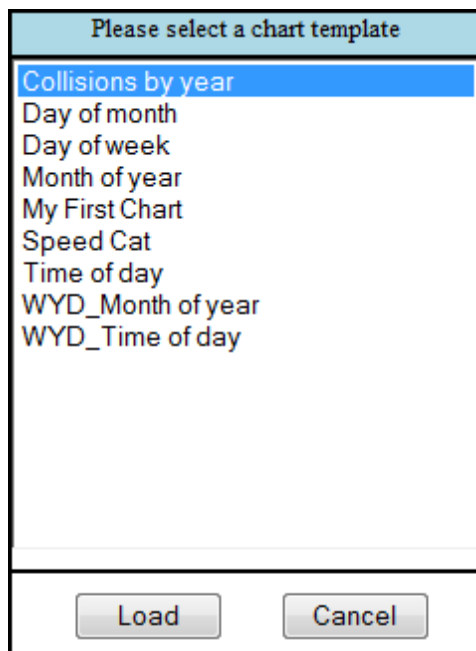 Please select a chart template
Collisions by year
Day of month
Day of week
Month of year
My First Chart
Speed Cat
Time of day
WYD_Month of year
WYD_Time of day
Load Cancel